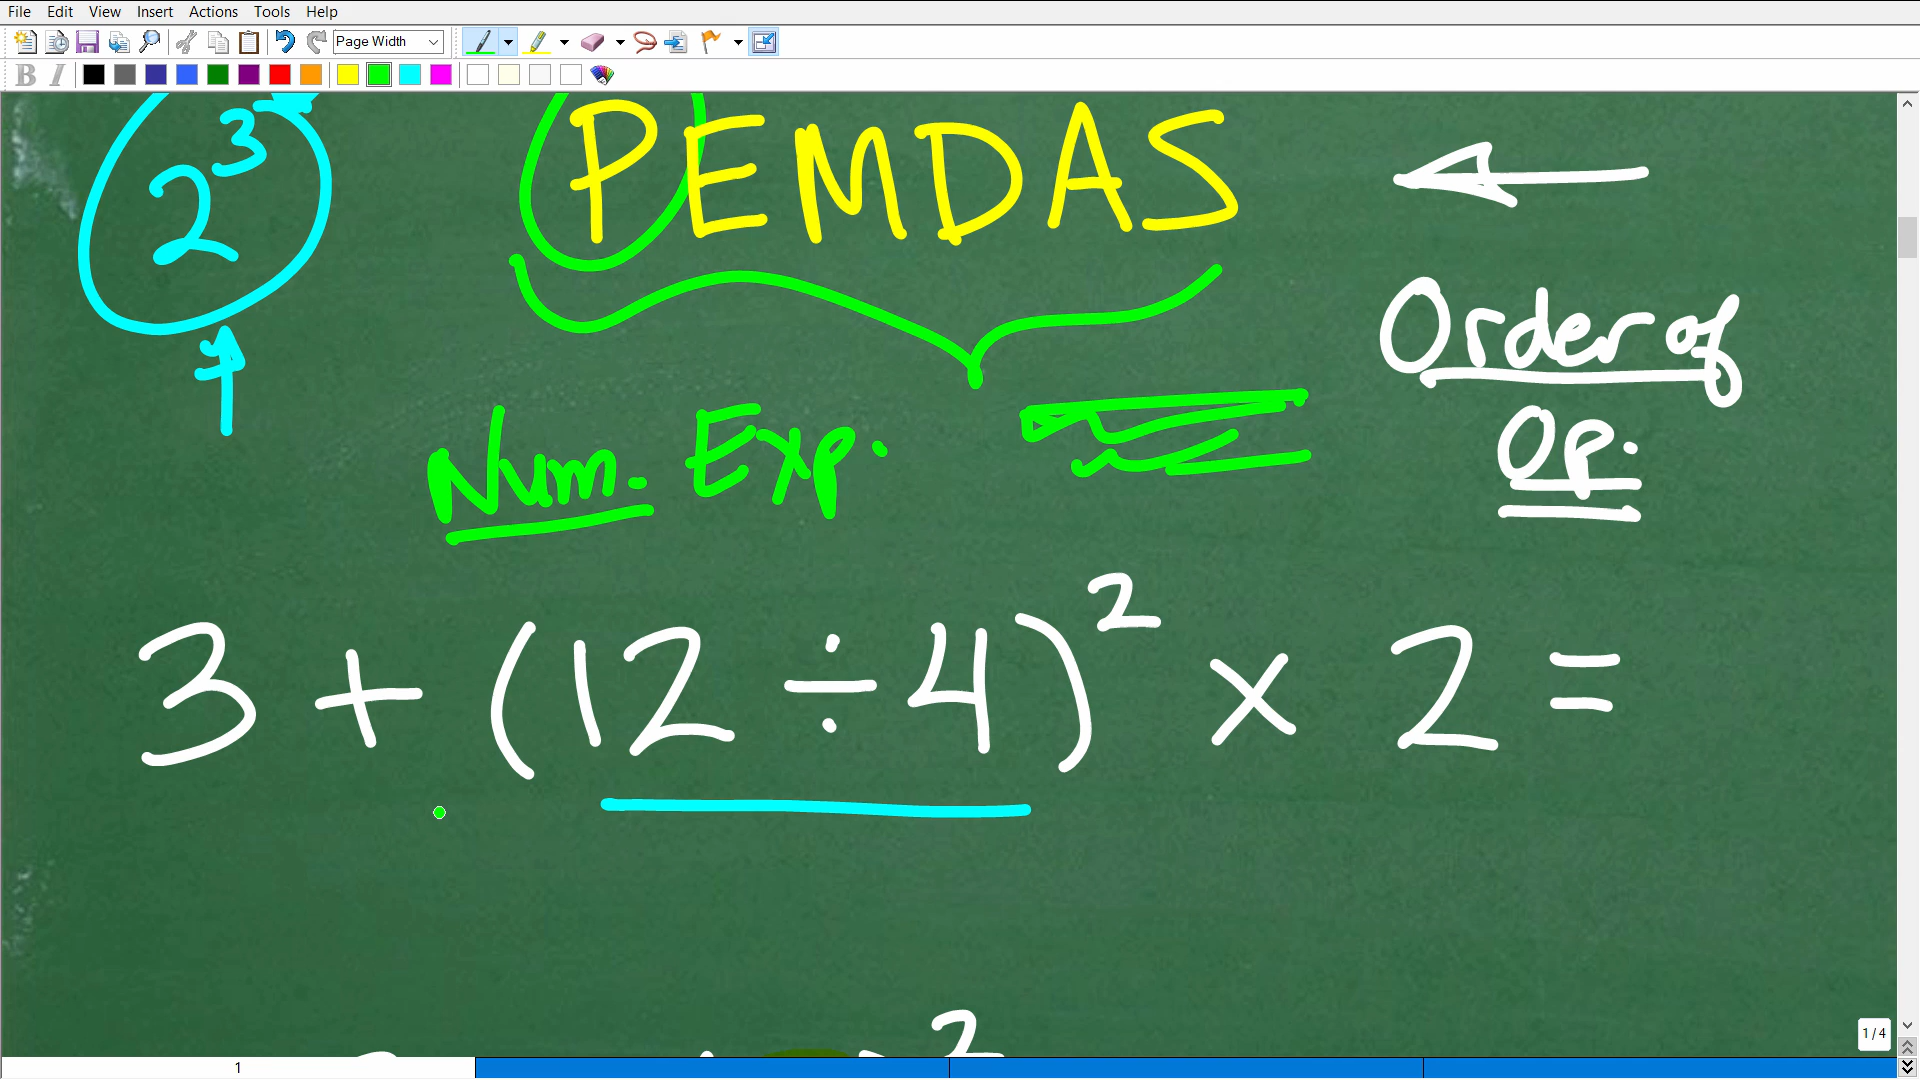 File Edit View Insert Actions Tools Help
Page Width
B I
2³
PEMDAS
Order of
Op.
Num. Exp.
3 + (12 ÷ 4)² × 2 =
2
1 / 4
1